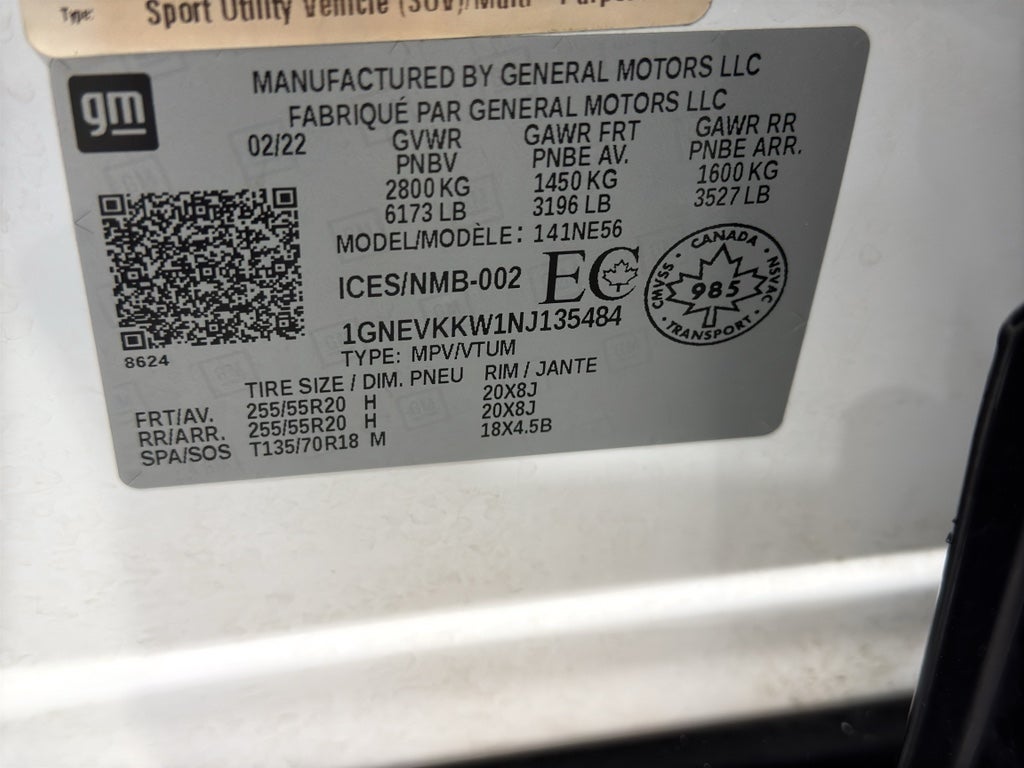 Type: Sport Utility Vehicle (SUV)/Multi - Purpose
gm
MANUFACTURED BY GENERAL MOTORS LLC
FABRIQUÉ PAR GENERAL MOTORS LLC
02/22 GVWR GAWR FRT GAWR RR
PNBV PNBE AV. PNBE ARR.
2800 KG 1450 KG 1600 KG
6173 LB 3196 LB 3527 LB
MODEL/MODÈLE: 141NE56
ICES/NMB-002 EC
CANADA · NSVAC · TRANSPORT · CMVSS ·
985
1GNEVKKW1NJ135484
8624
TYPE: MPV/VTUM
TIRE SIZE / DIM. PNEU RIM / JANTE
FRT/AV. 255/55R20 H 20X8J
RR/ARR. 255/55R20 H 20X8J
SPA/SOS T135/70R18 M 18X4.5B